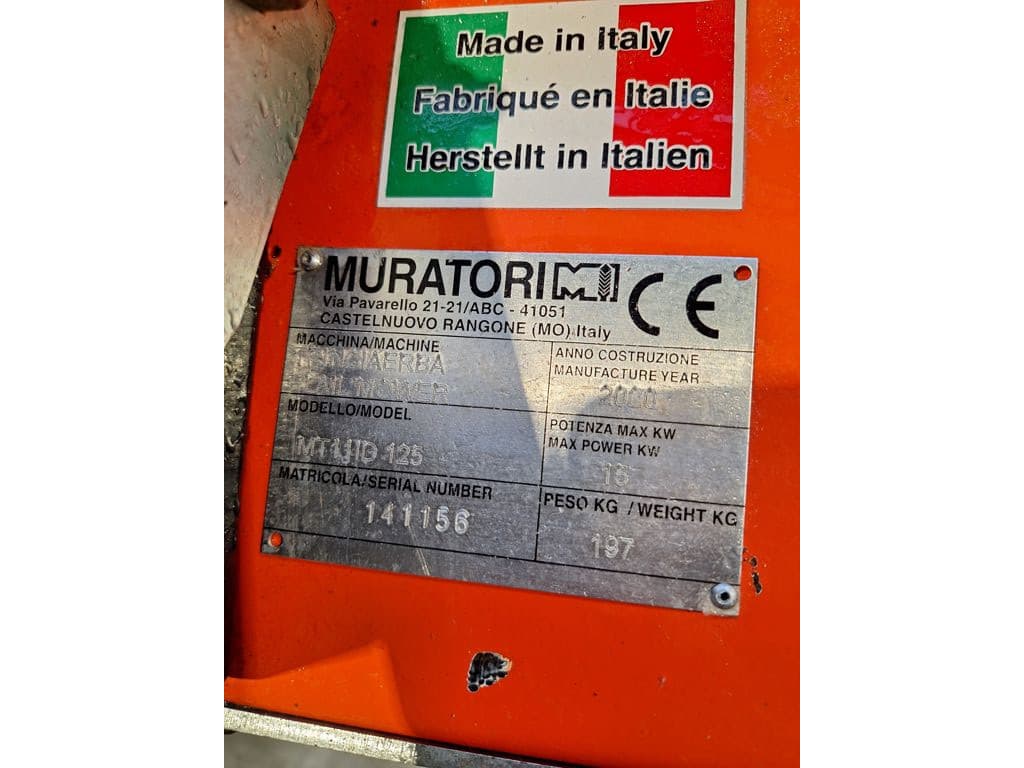 Made in Italy
Fabriqué en Italie
Herstellt in Italien
MURATORI
CE
Via Pavarello 21-21/ABC - 41051
CASTELNUOVO RANGONE (MO) Italy
MACCHINA/MACHINE
MOWER
ANNO COSTRUZIONE
MANUFACTURE YEAR
MODELLO/MODEL
125
POTENZA MAX KW
MAX POWER KW
MATRICOLA/SERIAL NUMBER
141156
PESO KG / WEIGHT KG
197